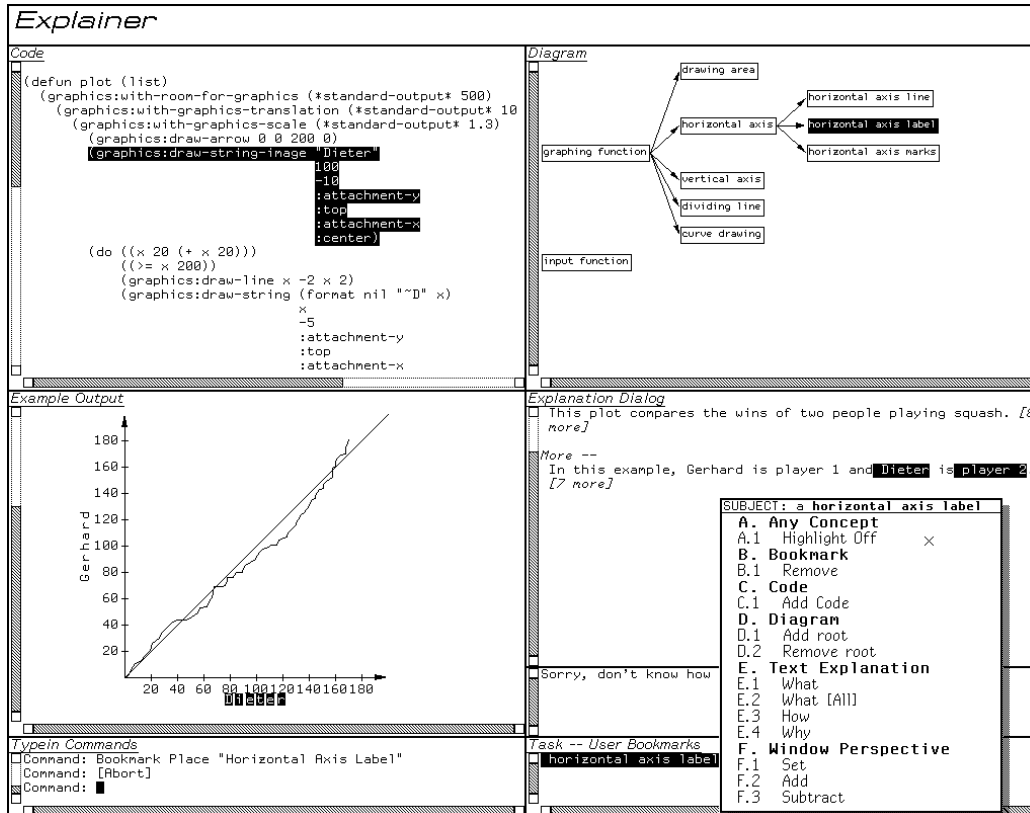 Explainer
Code
(defun plot (list)
(graphics:with-room-for-graphics (*standard-output* 500)
(graphics:with-graphics-translation (*standard-output* 10
(graphics:with-graphics-scale (*standard-output* 1.3)
(graphics:draw-arrow 0 0 200 0)
(graphics:draw-string-image "Dieter"
100
-10
:attachment-y
:top
:attachment-x
:center)
(do ((x 20 (+ x 20)))
((>= x 200))
(graphics:draw-line x -2 x 2)
(graphics:draw-string (format nil "~D" x)
x
-5
:attachment-y
:top
:attachment-x
Diagram
drawing area
horizontal axis line
horizontal axis
horizontal axis label
graphing function
horizontal axis marks
vertical axis
dividing line
curve drawing
input function
Example Output
180
160
140
120
100
80
60
40
20
Gerhard
20 40 60 80 100 120 140 160 180
Dieter
Explanation Dialog
This plot compares the wins of two people playing squash. [8
more]
More --
In this example, Gerhard is player 1 and Dieter is player 2
[7 more]
Sorry, don't know how
SUBJECT: a horizontal axis label
A. Any Concept
A.1 Highlight Off
B. Bookmark
B.1 Remove
C. Code
C.1 Add Code
D. Diagram
D.1 Add root
D.2 Remove root
E. Text Explanation
E.1 What
E.2 What [All]
E.3 How
E.4 Why
F. Window Perspective
F.1 Set
F.2 Add
F.3 Subtract
Typein Commands
Command: Bookmark Place "Horizontal Axis Label"
Command: [Abort]
Command:
Task -- User Bookmarks
horizontal axis label